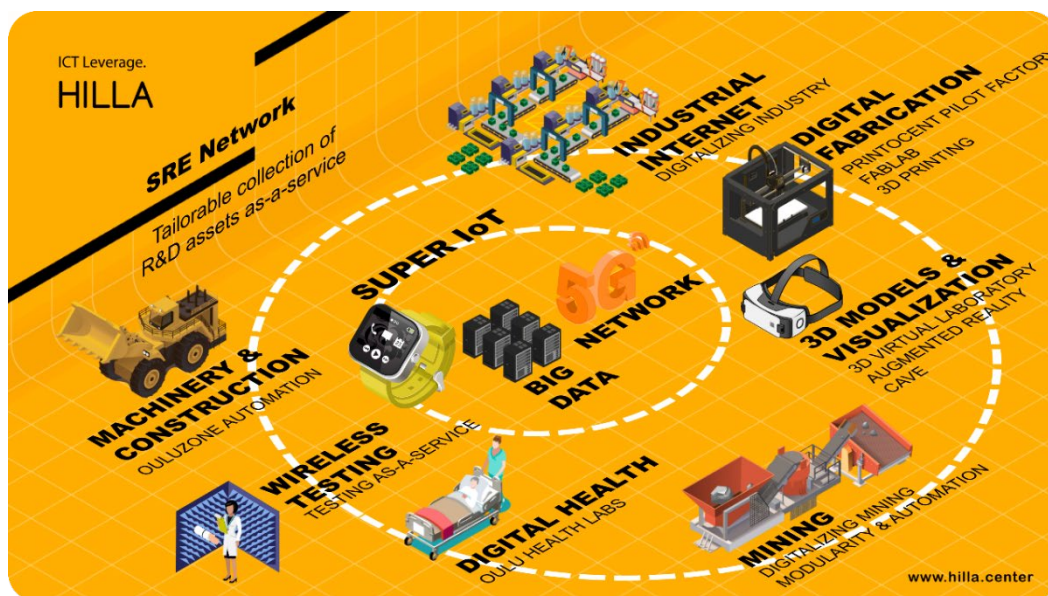 ICT Leverage.
HILLA
SRE Network
Tailorable collection of
R&D assets as-a-service
INDUSTRIAL
INTERNET
DIGITALIZING INDUSTRY
DIGITAL
FABRICATION
PRINTOCENT PILOT FACTORY
FABLAB
3D PRINTING
SUPER IoT
5G
NETWORK
BIG
DATA
3D MODELS &
VISUALIZATION
3D VIRTUAL LABORATORY
AUGMENTED REALITY
CAVE
MACHINERY &
CONSTRUCTION
OULUZONE AUTOMATION
WIRELESS
TESTING
TESTING AS-A-SERVICE
DIGITAL HEALTH
OULU HEALTH LABS
MINING
DIGITALIZING MINING
MODULARITY & AUTOMATION
www.hilla.center